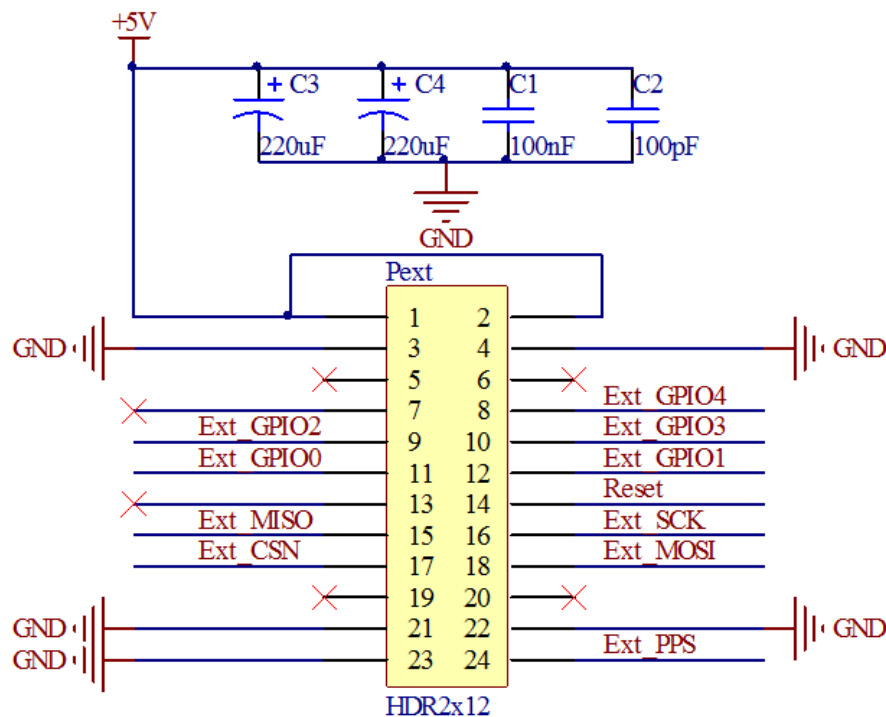 +5V
+ C3 + C4 C1 C2
220uF 220uF 100nF 100pF
GND
Pext
1 2
GND 3 4 GND
5 6
7 8 Ext_GPIO4
Ext_GPIO2 9 10 Ext_GPIO3
Ext_GPIO0 11 12 Ext_GPIO1
13 14 Reset
Ext_MISO 15 16 Ext_SCK
Ext_CSN 17 18 Ext_MOSI
19 20
GND 21 22 GND
GND 23 24 Ext_PPS
HDR2x12